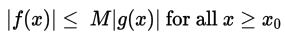 |f(x)| ≤ M|g(x)| for all x ≥ x₀